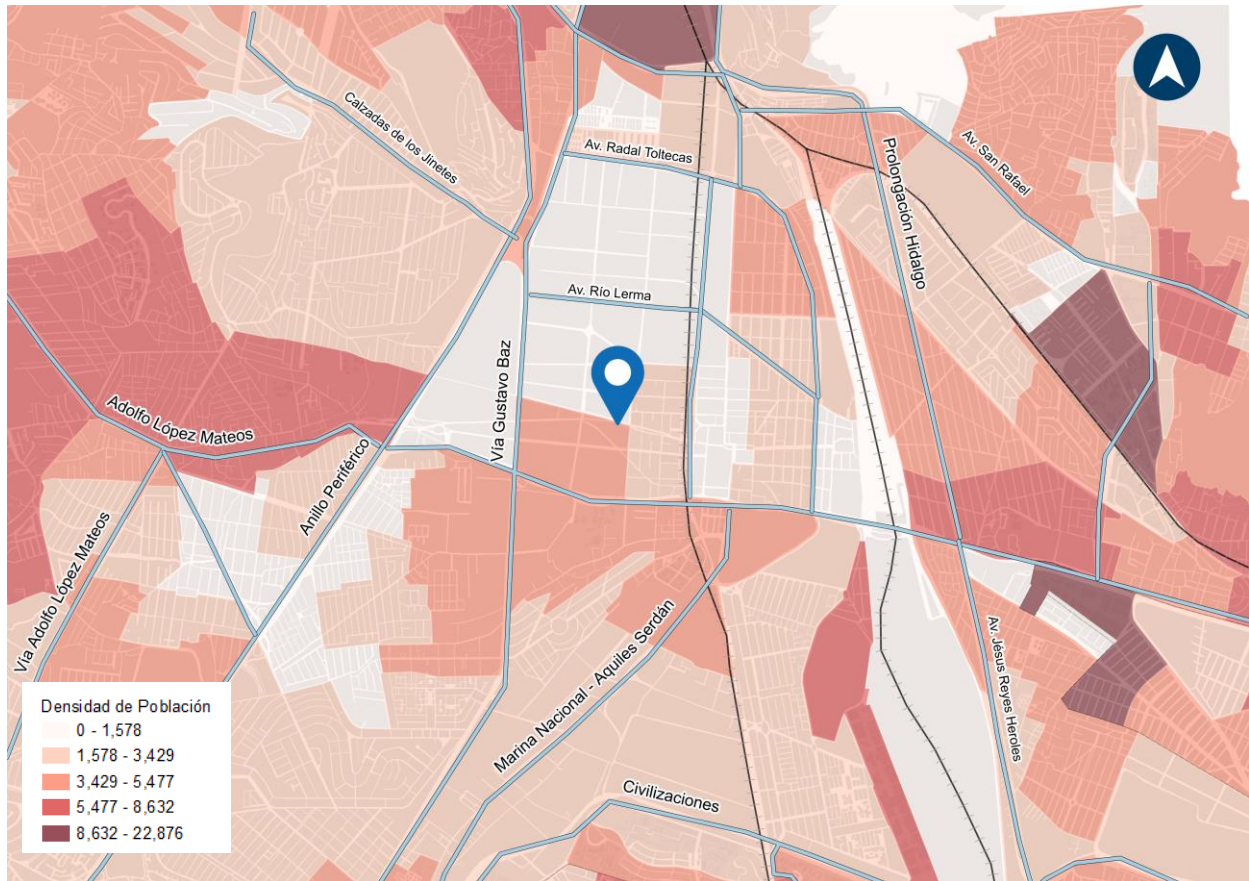 Calzadas de los Jinetes
Av. Radal Toltecas
Prolongación Hidalgo
Av. San Rafael
Av. Río Lerma
Vía Gustavo Baz
Adolfo López Mateos
Anillo Periférico
Vía Adolfo López Mateos
Marina Nacional - Aquiles Serdán
Av. Jésus Reyes Heroles
Civilizaciones
Densidad de Población
0 - 1,578
1,578 - 3,429
3,429 - 5,477
5,477 - 8,632
8,632 - 22,876